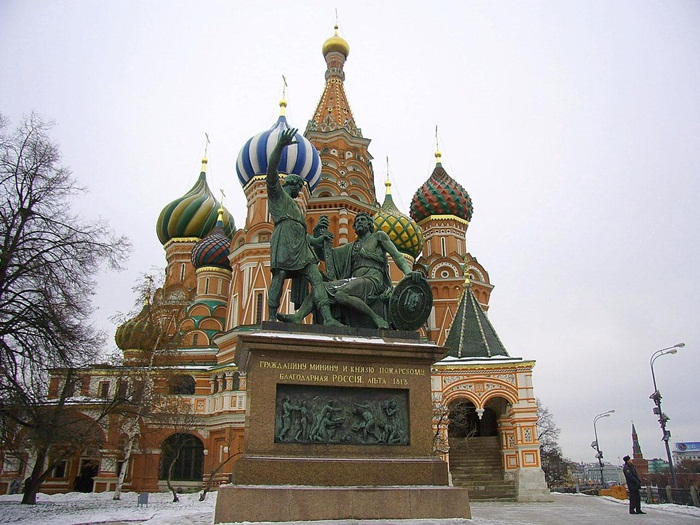 ГРАЖДАНИНУ МИНИНУ И КНЯЗЮ ПОЖАРСКОМУ
БЛАГОДАРНАЯ РОССІЯ. ЛѢТА 1818.